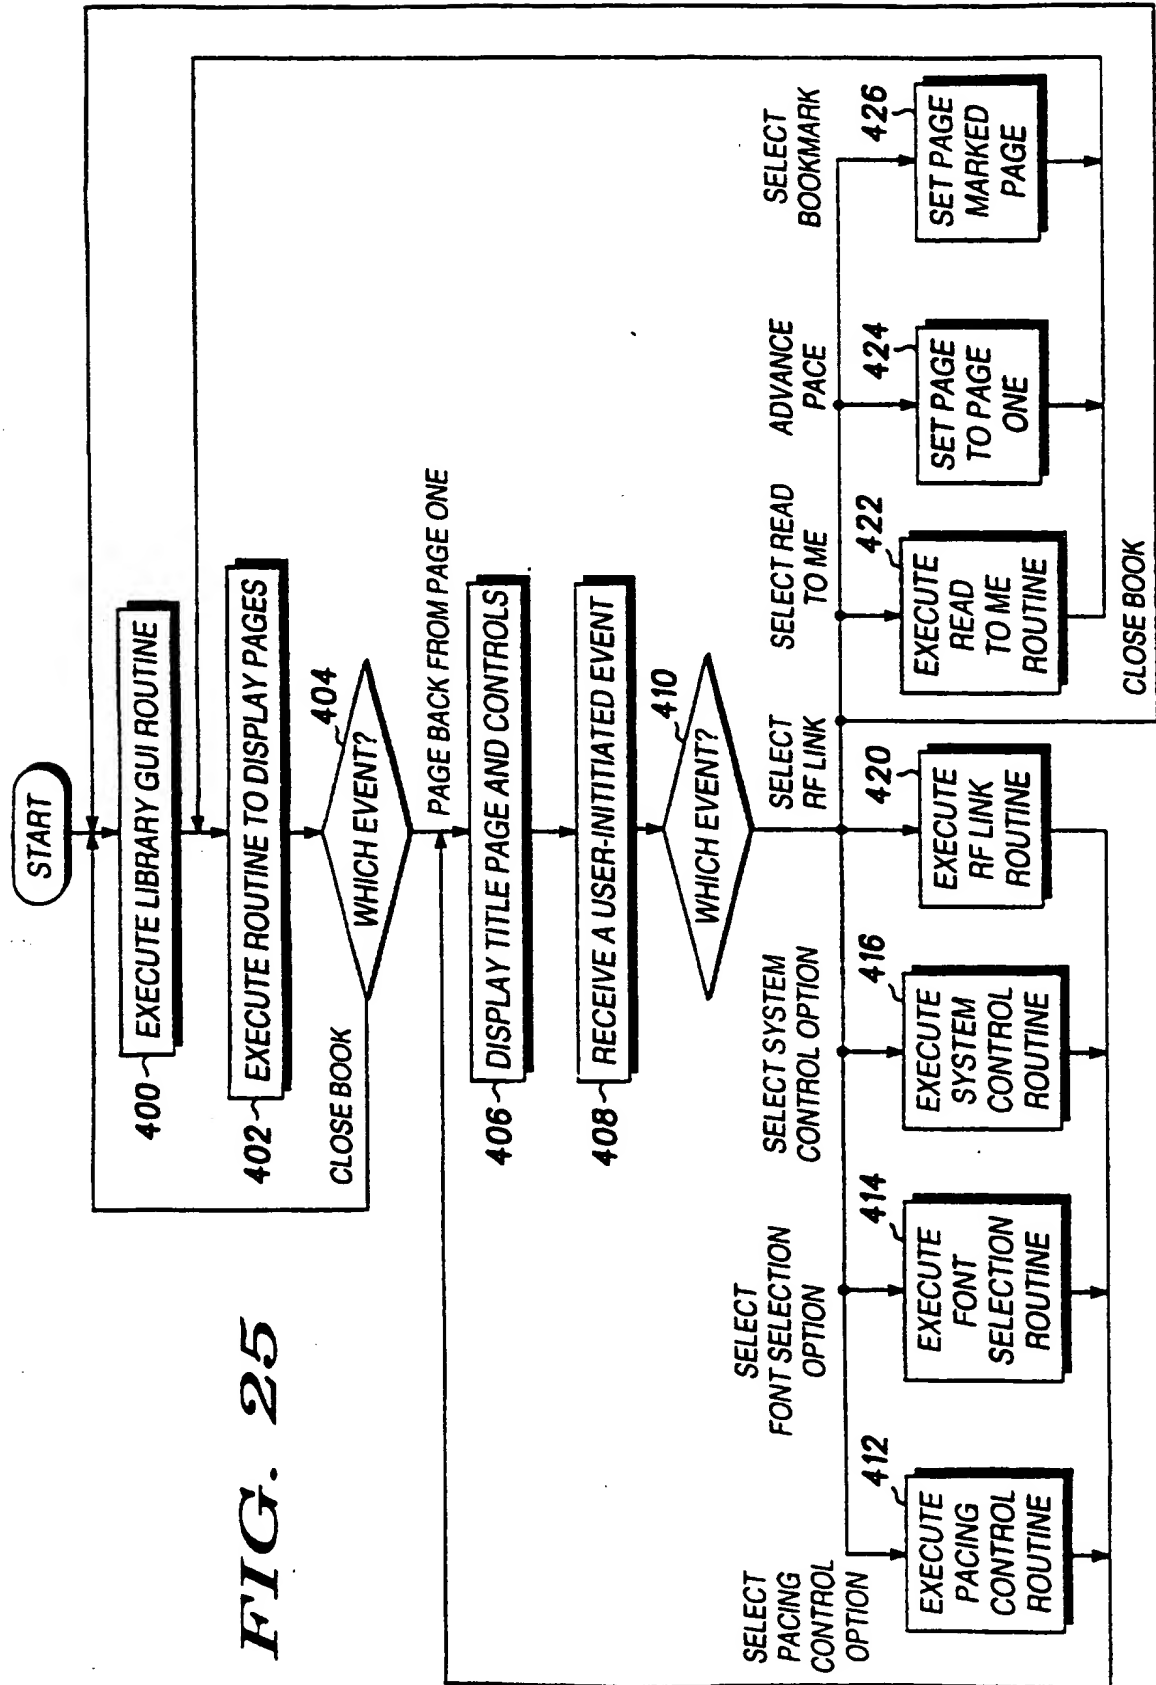 START
400
EXECUTE LIBRARY GUI ROUTINE
402
EXECUTE ROUTINE TO DISPLAY PAGES
404
WHICH EVENT?
CLOSE BOOK
PAGE BACK FROM PAGE ONE
406
DISPLAY TITLE PAGE AND CONTROLS
408
RECEIVE A USER-INITIATED EVENT
410
WHICH EVENT?
SELECT
PACING
CONTROL
OPTION
SELECT
FONT SELECTION
OPTION
SELECT SYSTEM
CONTROL OPTION
SELECT
RF LINK
SELECT READ
TO ME
ADVANCE
PACE
SELECT
BOOKMARK
412
EXECUTE
PACING
CONTROL
ROUTINE
414
EXECUTE
FONT
SELECTION
ROUTINE
416
EXECUTE
SYSTEM
CONTROL
ROUTINE
420
EXECUTE
RF LINK
ROUTINE
422
EXECUTE
READ
TO ME
ROUTINE
424
SET PAGE
TO PAGE
ONE
426
SET PAGE
MARKED
PAGE
CLOSE BOOK
FIG. 25